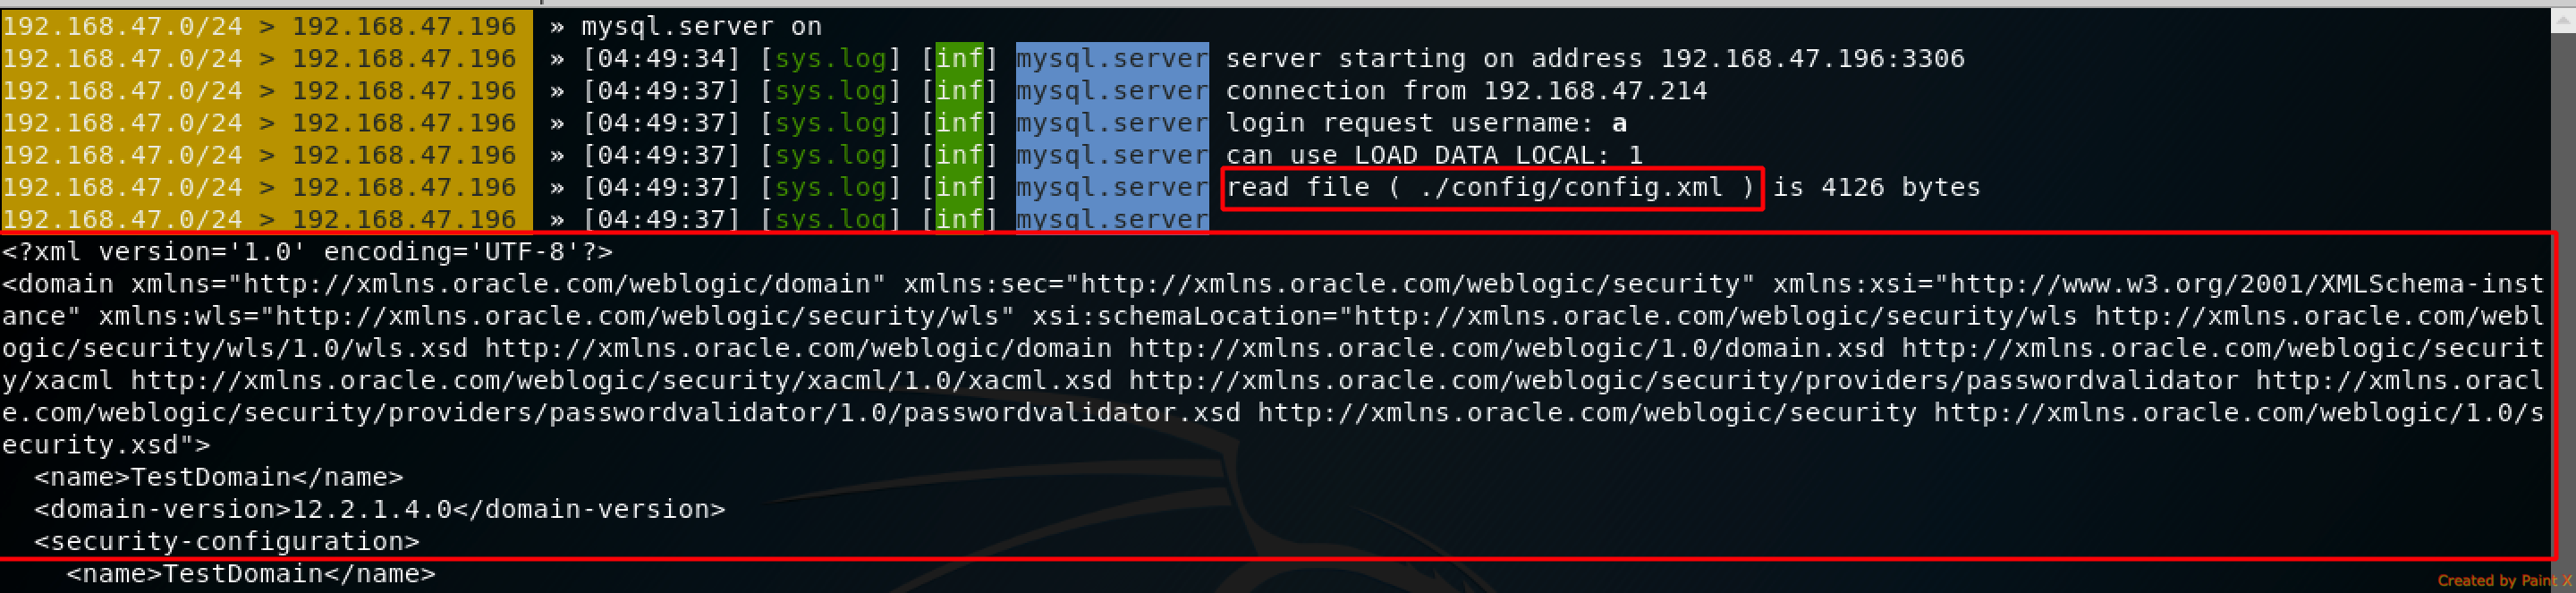 192.168.47.0/24 > 192.168.47.196 » mysql.server on
192.168.47.0/24 > 192.168.47.196 » [04:49:34] [sys.log] [inf] mysql.server server starting on address 192.168.47.196:3306
192.168.47.0/24 > 192.168.47.196 » [04:49:37] [sys.log] [inf] mysql.server connection from 192.168.47.214
192.168.47.0/24 > 192.168.47.196 » [04:49:37] [sys.log] [inf] mysql.server login request username: a
192.168.47.0/24 > 192.168.47.196 » [04:49:37] [sys.log] [inf] mysql.server can use LOAD DATA LOCAL: 1
192.168.47.0/24 > 192.168.47.196 » [04:49:37] [sys.log] [inf] mysql.server read file ( ./config/config.xml ) is 4126 bytes
192.168.47.0/24 > 192.168.47.196 » [04:49:37] [sys.log] [inf] mysql.server
<?xml version='1.0' encoding='UTF-8'?>
<domain xmlns="http://xmlns.oracle.com/weblogic/domain" xmlns:sec="http://xmlns.oracle.com/weblogic/security" xmlns:xsi="http://www.w3.org/2001/XMLSchema-inst
ance" xmlns:wls="http://xmlns.oracle.com/weblogic/security/wls" xsi:schemaLocation="http://xmlns.oracle.com/weblogic/security/wls http://xmlns.oracle.com/webl
ogic/security/wls/1.0/wls.xsd http://xmlns.oracle.com/weblogic/domain http://xmlns.oracle.com/weblogic/1.0/domain.xsd http://xmlns.oracle.com/weblogic/securit
y/xacml http://xmlns.oracle.com/weblogic/security/xacml/1.0/xacml.xsd http://xmlns.oracle.com/weblogic/security/providers/passwordvalidator http://xmlns.oracl
e.com/weblogic/security/providers/passwordvalidator/1.0/passwordvalidator.xsd http://xmlns.oracle.com/weblogic/security http://xmlns.oracle.com/weblogic/1.0/s
ecurity.xsd">
  <name>TestDomain</name>
  <domain-version>12.2.1.4.0</domain-version>
  <security-configuration>
    <name>TestDomain</name>
Created by Paint X